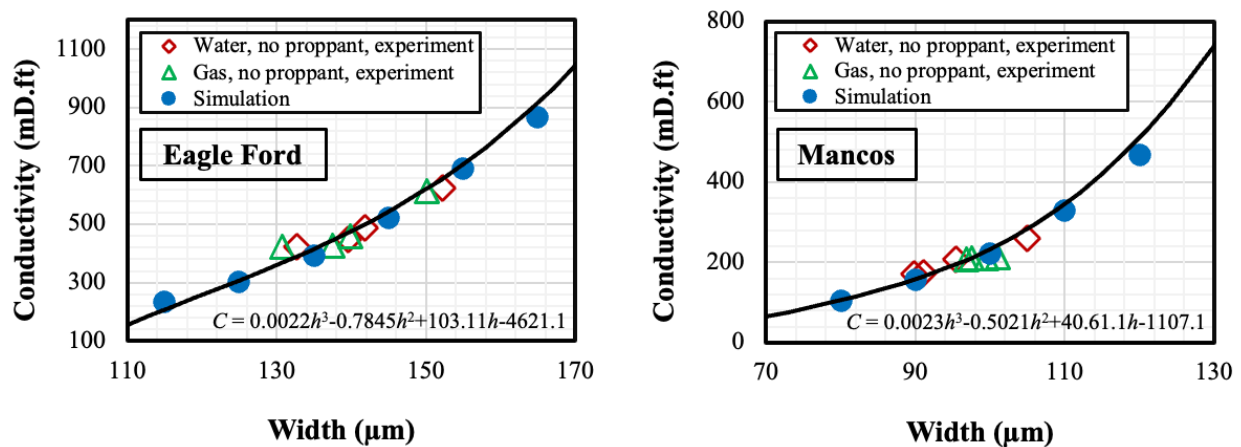 Conductivity (mD.ft)
1100
900
700
500
300
100
Water, no proppant, experiment
Gas, no proppant, experiment
Simulation
Eagle Ford
C = 0.0022h³-0.7845h²+103.11h-4621.1
110
130
150
170
Width (µm)
Conductivity (mD.ft)
800
600
400
200
0
Water, no proppant, experiment
Gas, no proppant, experiment
Simulation
Mancos
C = 0.0023h³-0.5021h²+40.61.1h-1107.1
70
90
110
130
Width (µm)